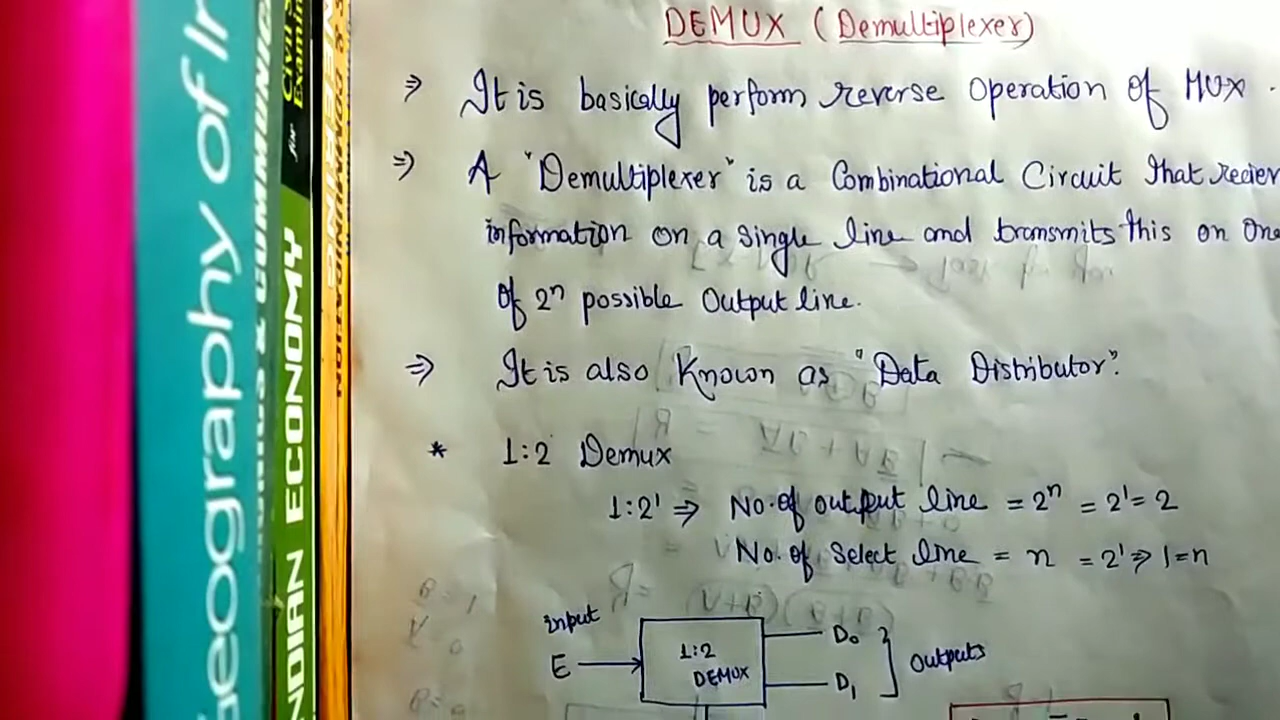 DEMUX (Demultiplexer)
⇒ It is basically perform reverse operation of MUX.
⇒ A "Demultiplexer" is a Combinational Circuit that reciev
information on a single line and transmits this on one
of 2ⁿ possible output line.
⇒ It is also known as "Data Distributor".
* 1:2 Demux
1:2¹ ⇒ No. of output line = 2ⁿ = 2¹ = 2
No. of Select line = n = 2¹ ⇒ 1 = n
input
E
1:2
DEMUX
D₀
D₁
Outputs
Geography of In
INDIAN ECONOMY
Civil S
Examin
for